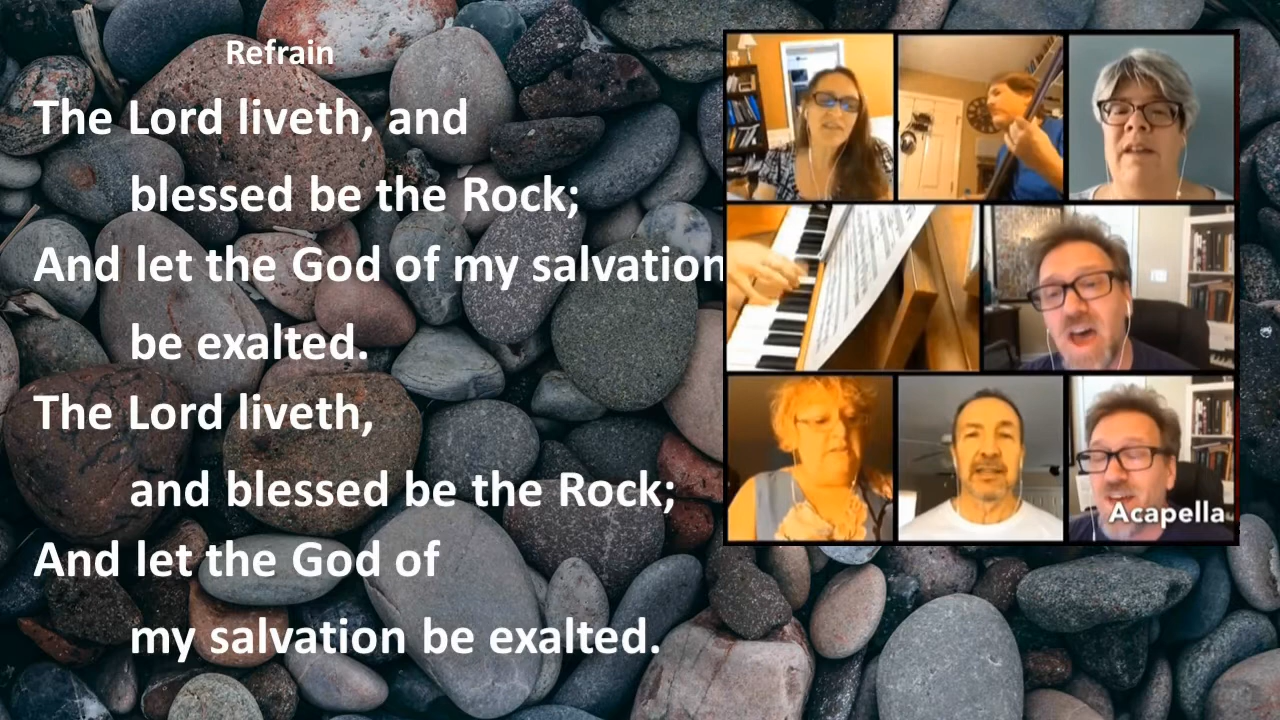 Refrain
The Lord liveth, and
blessed be the Rock;
And let the God of my salvation
be exalted.
The Lord liveth,
and blessed be the Rock;
And let the God of
my salvation be exalted.
Acapella